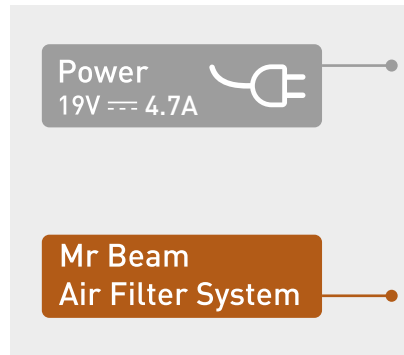 Power
19V ⎓ 4.7A
Mr Beam
Air Filter System